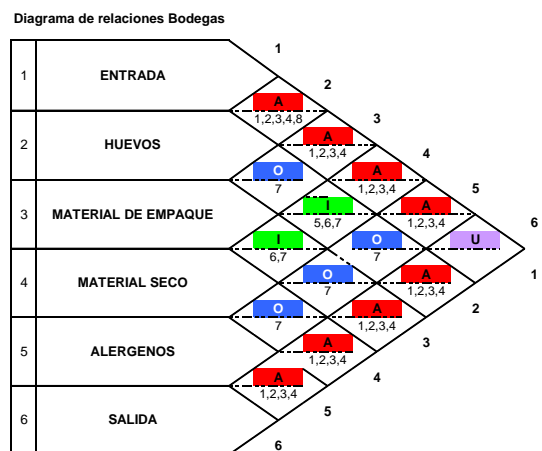 Diagrama de relaciones Bodegas
1
1 ENTRADA
2
A
1,2,3,4,8
3
A
2 HUEVOS
1,2,3,4
4
O A
7 1,2,3,4
5
I A
3 MATERIAL DE EMPAQUE
5,6,7 1,2,3,4
6
I O U
6,7 7
O A
1
4 MATERIAL SECO
2
7 1,2,3,4
O A
7 1,2,3,4
A
3
5 ALERGENOS
1,2,3,4
A
4
1,2,3,4
5
6 SALIDA
6